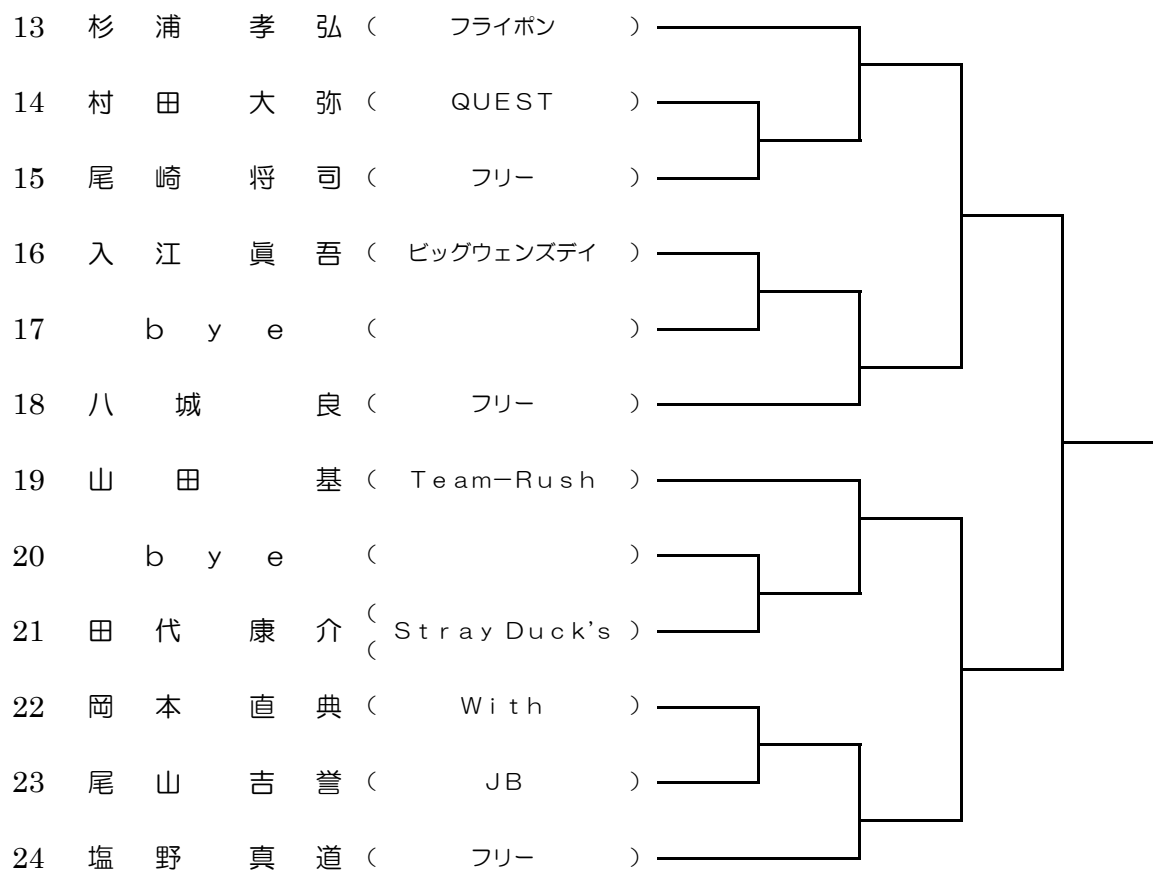 13 杉浦 孝弘 ( フライポン )
14 村田 大弥 ( QUEST )
15 尾崎 将司 ( フリー )
16 入江 眞吾 ( ビッグウェンズデイ )
17 bye ( )
18 八城 良 ( フリー )
19 山田 基 ( Team−Rush )
20 bye ( )
21 田代 康介 ( ( Stray Duck's )
22 岡本 直典 ( With )
23 尾山 吉誉 ( JB )
24 塩野 真道 ( フリー )